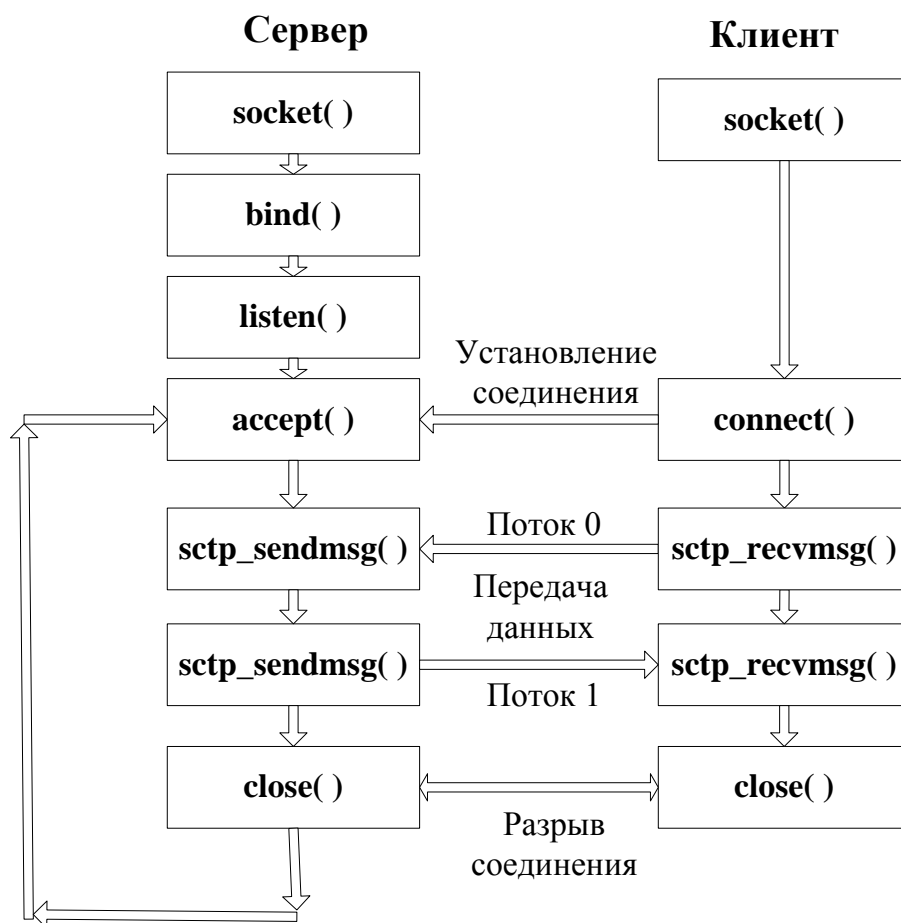 Сервер
Клиент
socket( )
socket( )
bind( )
listen( )
Установление
соединения
accept( )
connect( )
Поток 0
sctp_sendmsg( )
sctp_recvmsg( )
Передача
данных
sctp_sendmsg( )
sctp_recvmsg( )
Поток 1
close( )
close( )
Разрыв
соединения